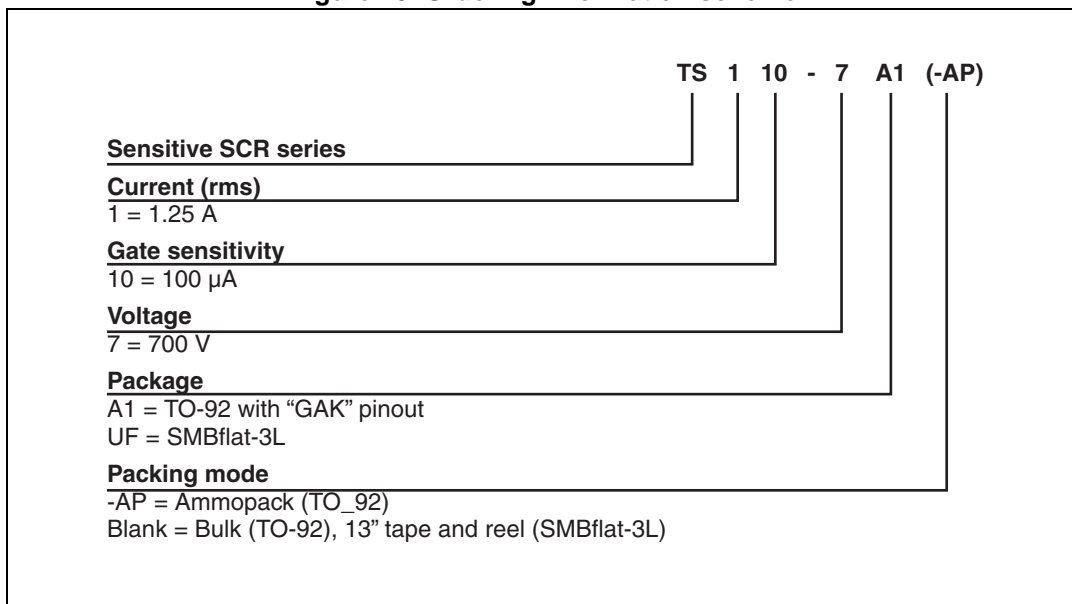 TS 1 10 - 7 A1 (-AP)
Sensitive SCR series
Current (rms)
1 = 1.25 A
Gate sensitivity
10 = 100 µA
Voltage
7 = 700 V
Package
A1 = TO-92 with “GAK” pinout
UF = SMBflat-3L
Packing mode
-AP = Ammopack (TO_92)
Blank = Bulk (TO-92), 13” tape and reel (SMBflat-3L)